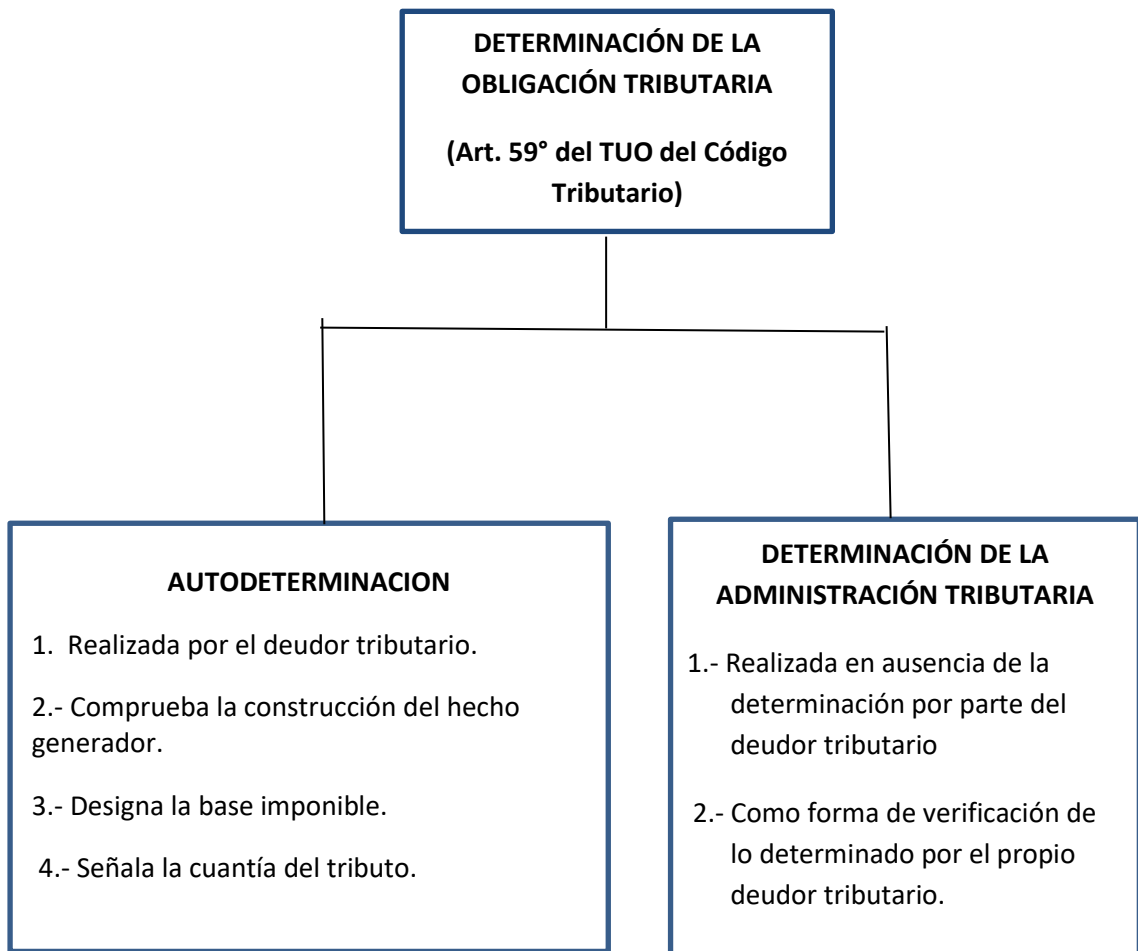 DETERMINACIÓN DE LA
OBLIGACIÓN TRIBUTARIA
(Art. 59° del TUO del Código
Tributario)
AUTODETERMINACION
1. Realizada por el deudor tributario.
2.- Comprueba la construcción del hecho
generador.
3.- Designa la base imponible.
4.- Señala la cuantía del tributo.
DETERMINACIÓN DE LA
ADMINISTRACIÓN TRIBUTARIA
1.- Realizada en ausencia de la
determinación por parte del
deudor tributario
2.- Como forma de verificación de
lo determinado por el propio
deudor tributario.